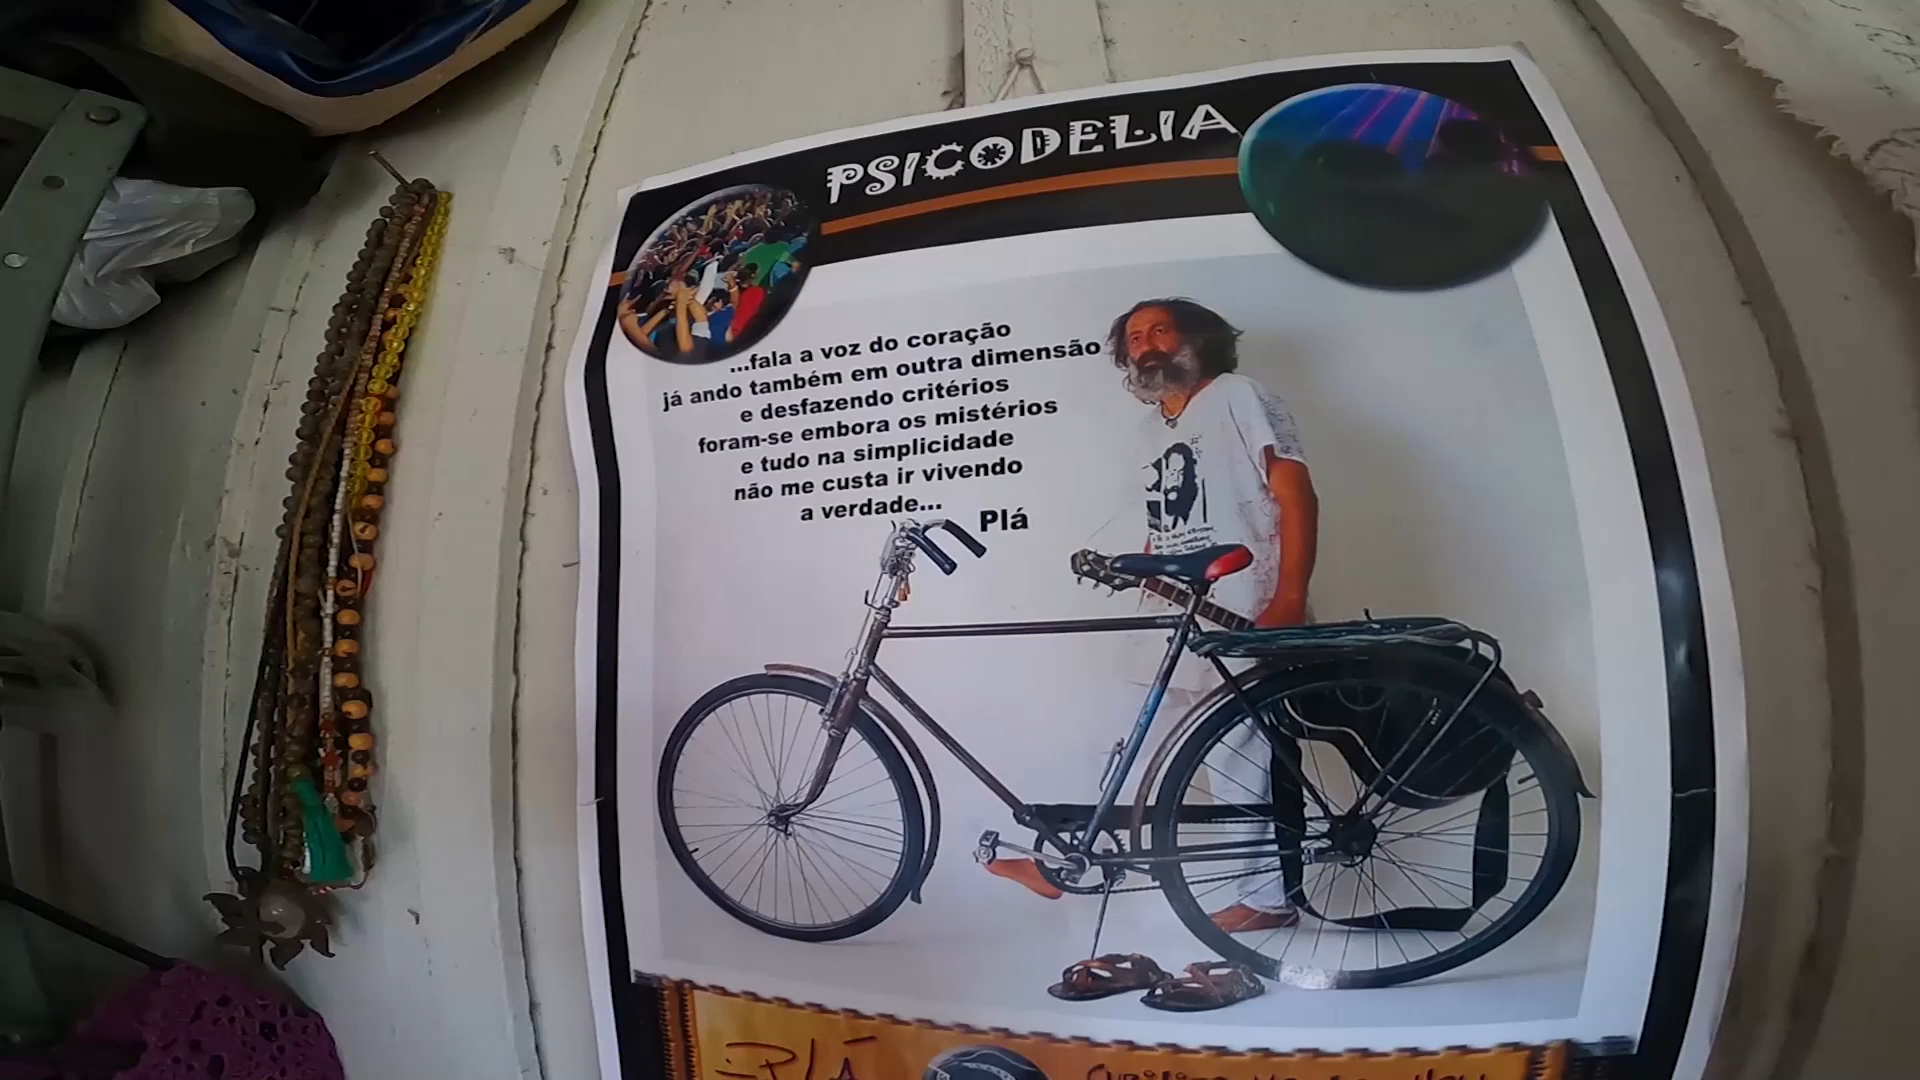 PSICODELIA
...fala a voz do coração
já ando também em outra dimensão
e desfazendo critérios
foram-se embora os mistérios
e tudo na simplicidade
não me custa ir vivendo
a verdade...
Plá
PLÁ